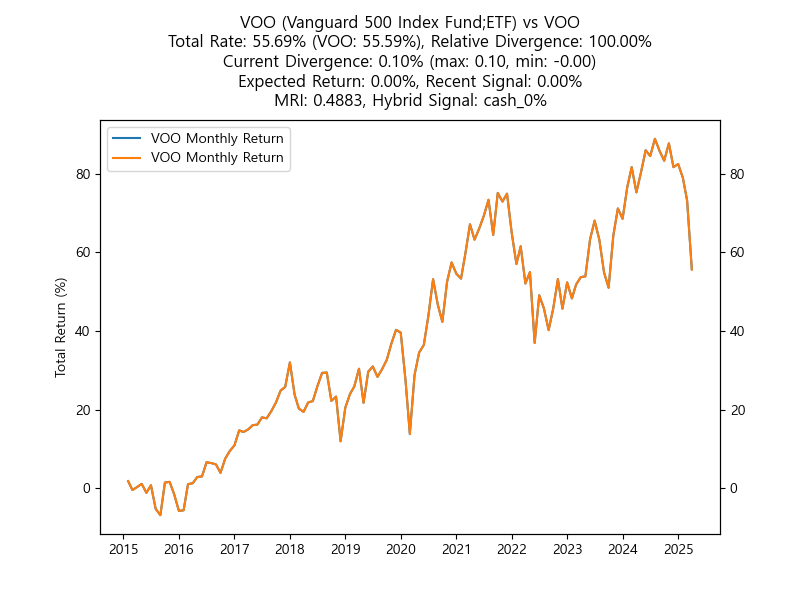 VOO (Vanguard 500 Index Fund;ETF) vs VOO
Total Rate: 55.69% (VOO: 55.59%), Relative Divergence: 100.00%
Current Divergence: 0.10% (max: 0.10, min: -0.00)
Expected Return: 0.00%, Recent Signal: 0.00%
MRI: 0.4883, Hybrid Signal: cash_0%
VOO Monthly Return
VOO Monthly Return
Total Return (%)
80
60
40
20
0
80
60
40
20
0
2015 2016 2017 2018 2019 2020 2021 2022 2023 2024 2025